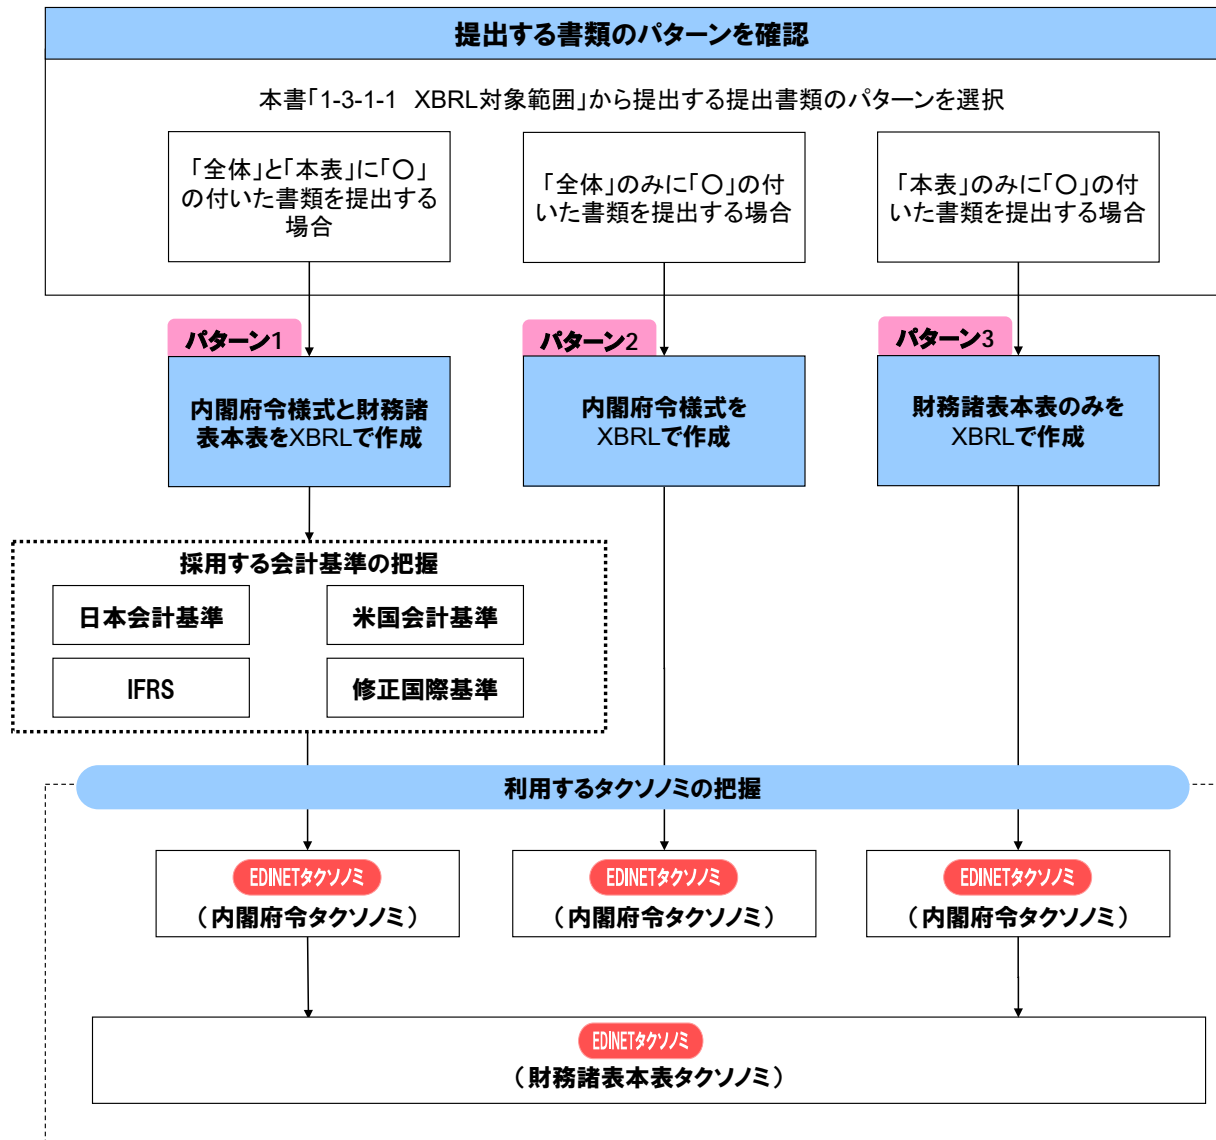 提出する書類のパターンを確認
本書｢1-3-1-1 XBRL対象範囲｣から提出する提出書類のパターンを選択
｢全体｣と｢本表｣に｢〇｣
の付いた書類を提出する
場合
｢全体｣のみに｢〇｣の付
いた書類を提出する場合
｢本表｣のみに｢〇｣の付
いた書類を提出する場合
パターン1
パターン2
パターン3
内閣府令様式と財務諸
表本表をXBRLで作成
内閣府令様式を
XBRLで作成
財務諸表本表のみを
XBRLで作成
採用する会計基準の把握
日本会計基準
米国会計基準
IFRS
修正国際基準
利用するタクソノミの把握
EDINETタクソノミ
（内閣府令タクソノミ）
EDINETタクソノミ
（内閣府令タクソノミ）
EDINETタクソノミ
（内閣府令タクソノミ）
EDINETタクソノミ
（財務諸表本表タクソノミ）